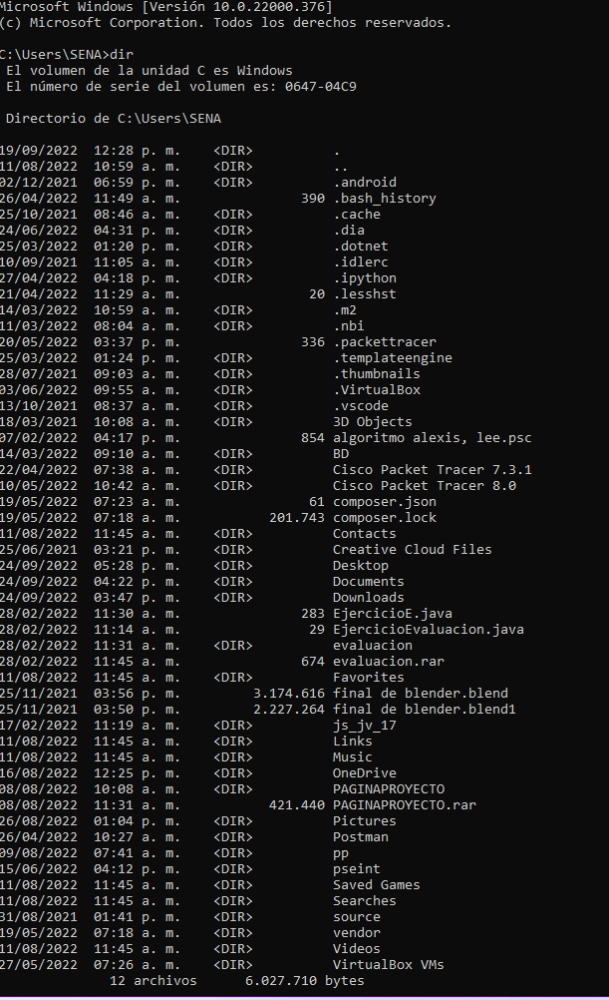 Microsoft Windows [Versión 10.0.22000.376]
(c) Microsoft Corporation. Todos los derechos reservados.
C:\Users\SENA>dir
El volumen de la unidad C es Windows
El número de serie del volumen es: 0647-04C9
Directorio de C:\Users\SENA
19/09/2022  12:28 p. m.    <DIR>          .
11/08/2022  10:59 a. m.    <DIR>          ..
02/12/2021  06:59 p. m.    <DIR>          .android
26/04/2022  11:49 a. m.               390 .bash_history
25/10/2021  08:46 a. m.    <DIR>          .cache
24/06/2022  04:31 p. m.    <DIR>          .dia
25/03/2022  01:20 p. m.    <DIR>          .dotnet
10/09/2021  11:05 a. m.    <DIR>          .idlerc
27/04/2022  04:18 p. m.    <DIR>          .ipython
21/04/2022  11:29 a. m.                20 .lesshst
14/03/2022  10:59 a. m.    <DIR>          .m2
11/03/2022  08:04 a. m.    <DIR>          .nbi
20/05/2022  03:37 p. m.               336 .packettracer
25/03/2022  01:24 p. m.    <DIR>          .templateengine
28/07/2021  09:03 a. m.    <DIR>          .thumbnails
03/06/2022  09:55 a. m.    <DIR>          .VirtualBox
13/10/2021  08:37 a. m.    <DIR>          .vscode
18/03/2021  10:08 a. m.    <DIR>          3D Objects
07/02/2022  04:17 p. m.               854 algoritmo alexis, lee.psc
14/03/2022  09:10 a. m.    <DIR>          BD
22/04/2022  07:38 a. m.    <DIR>          Cisco Packet Tracer 7.3.1
10/05/2022  10:42 a. m.    <DIR>          Cisco Packet Tracer 8.0
19/05/2022  07:23 a. m.                61 composer.json
19/05/2022  07:18 a. m.           201.743 composer.lock
11/08/2022  11:45 a. m.    <DIR>          Contacts
25/06/2021  03:21 p. m.    <DIR>          Creative Cloud Files
24/09/2022  05:28 p. m.    <DIR>          Desktop
24/09/2022  04:22 p. m.    <DIR>          Documents
24/09/2022  03:47 p. m.    <DIR>          Downloads
28/02/2022  11:30 a. m.               283 EjercicioE.java
28/02/2022  11:14 a. m.                29 EjercicioEvaluacion.java
28/02/2022  11:31 a. m.    <DIR>          evaluacion
28/02/2022  11:45 a. m.               674 evaluacion.rar
11/08/2022  11:45 a. m.    <DIR>          Favorites
25/11/2021  03:56 p. m.         3.174.616 final de blender.blend
25/11/2021  03:50 p. m.         2.227.264 final de blender.blend1
17/02/2022  11:19 a. m.    <DIR>          js_jv_17
11/08/2022  11:45 a. m.    <DIR>          Links
11/08/2022  11:45 a. m.    <DIR>          Music
16/08/2022  12:25 p. m.    <DIR>          OneDrive
08/08/2022  10:08 a. m.    <DIR>          PAGINAPROYECTO
08/08/2022  11:31 a. m.           421.440 PAGINAPROYECTO.rar
26/08/2022  01:04 p. m.    <DIR>          Pictures
26/04/2022  10:27 a. m.    <DIR>          Postman
09/08/2022  07:41 a. m.    <DIR>          pp
15/06/2022  04:12 p. m.    <DIR>          pseint
11/08/2022  11:45 a. m.    <DIR>          Saved Games
11/08/2022  11:45 a. m.    <DIR>          Searches
31/08/2021  01:41 p. m.    <DIR>          source
19/05/2022  07:18 a. m.    <DIR>          vendor
11/08/2022  11:45 a. m.    <DIR>          Videos
27/05/2022  07:26 a. m.    <DIR>          VirtualBox VMs
12 archivos      6.027.710 bytes